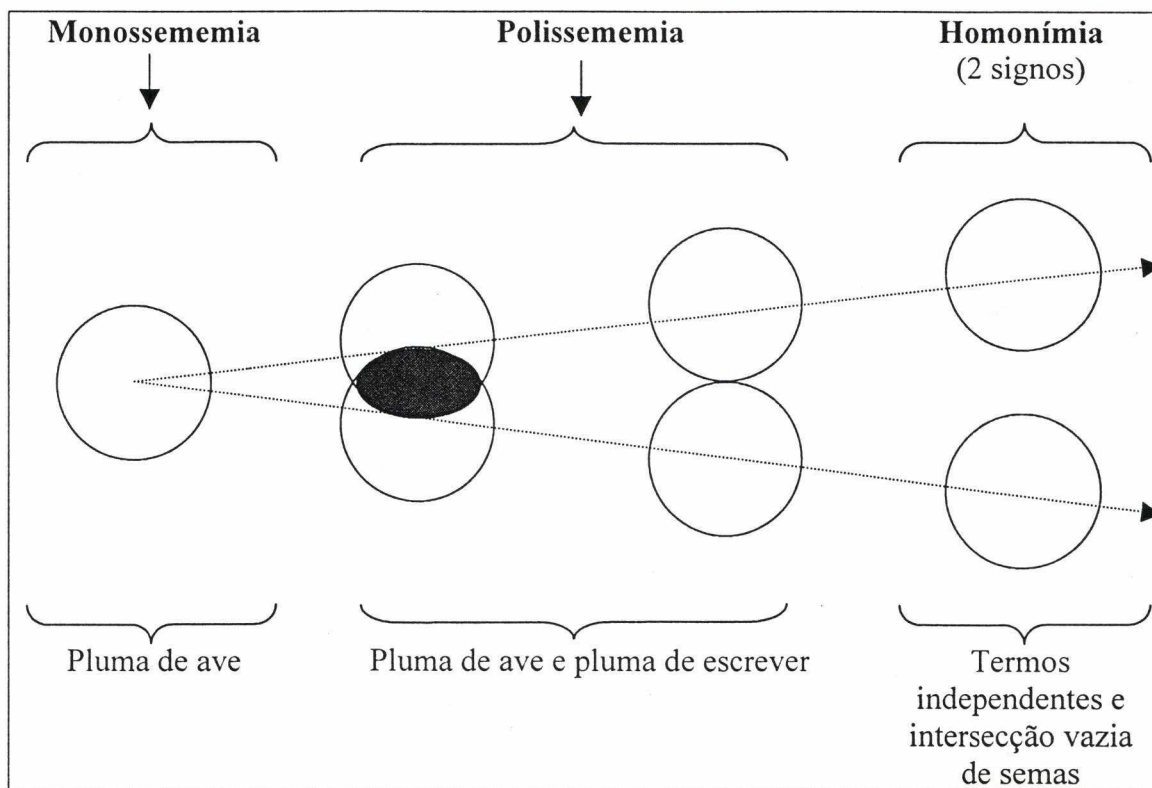 Monossememia
Polissememia
Homonímia
(2 signos)
Pluma de ave
Pluma de ave e pluma de escrever
Termos
independentes e
intersecção vazia
de semas